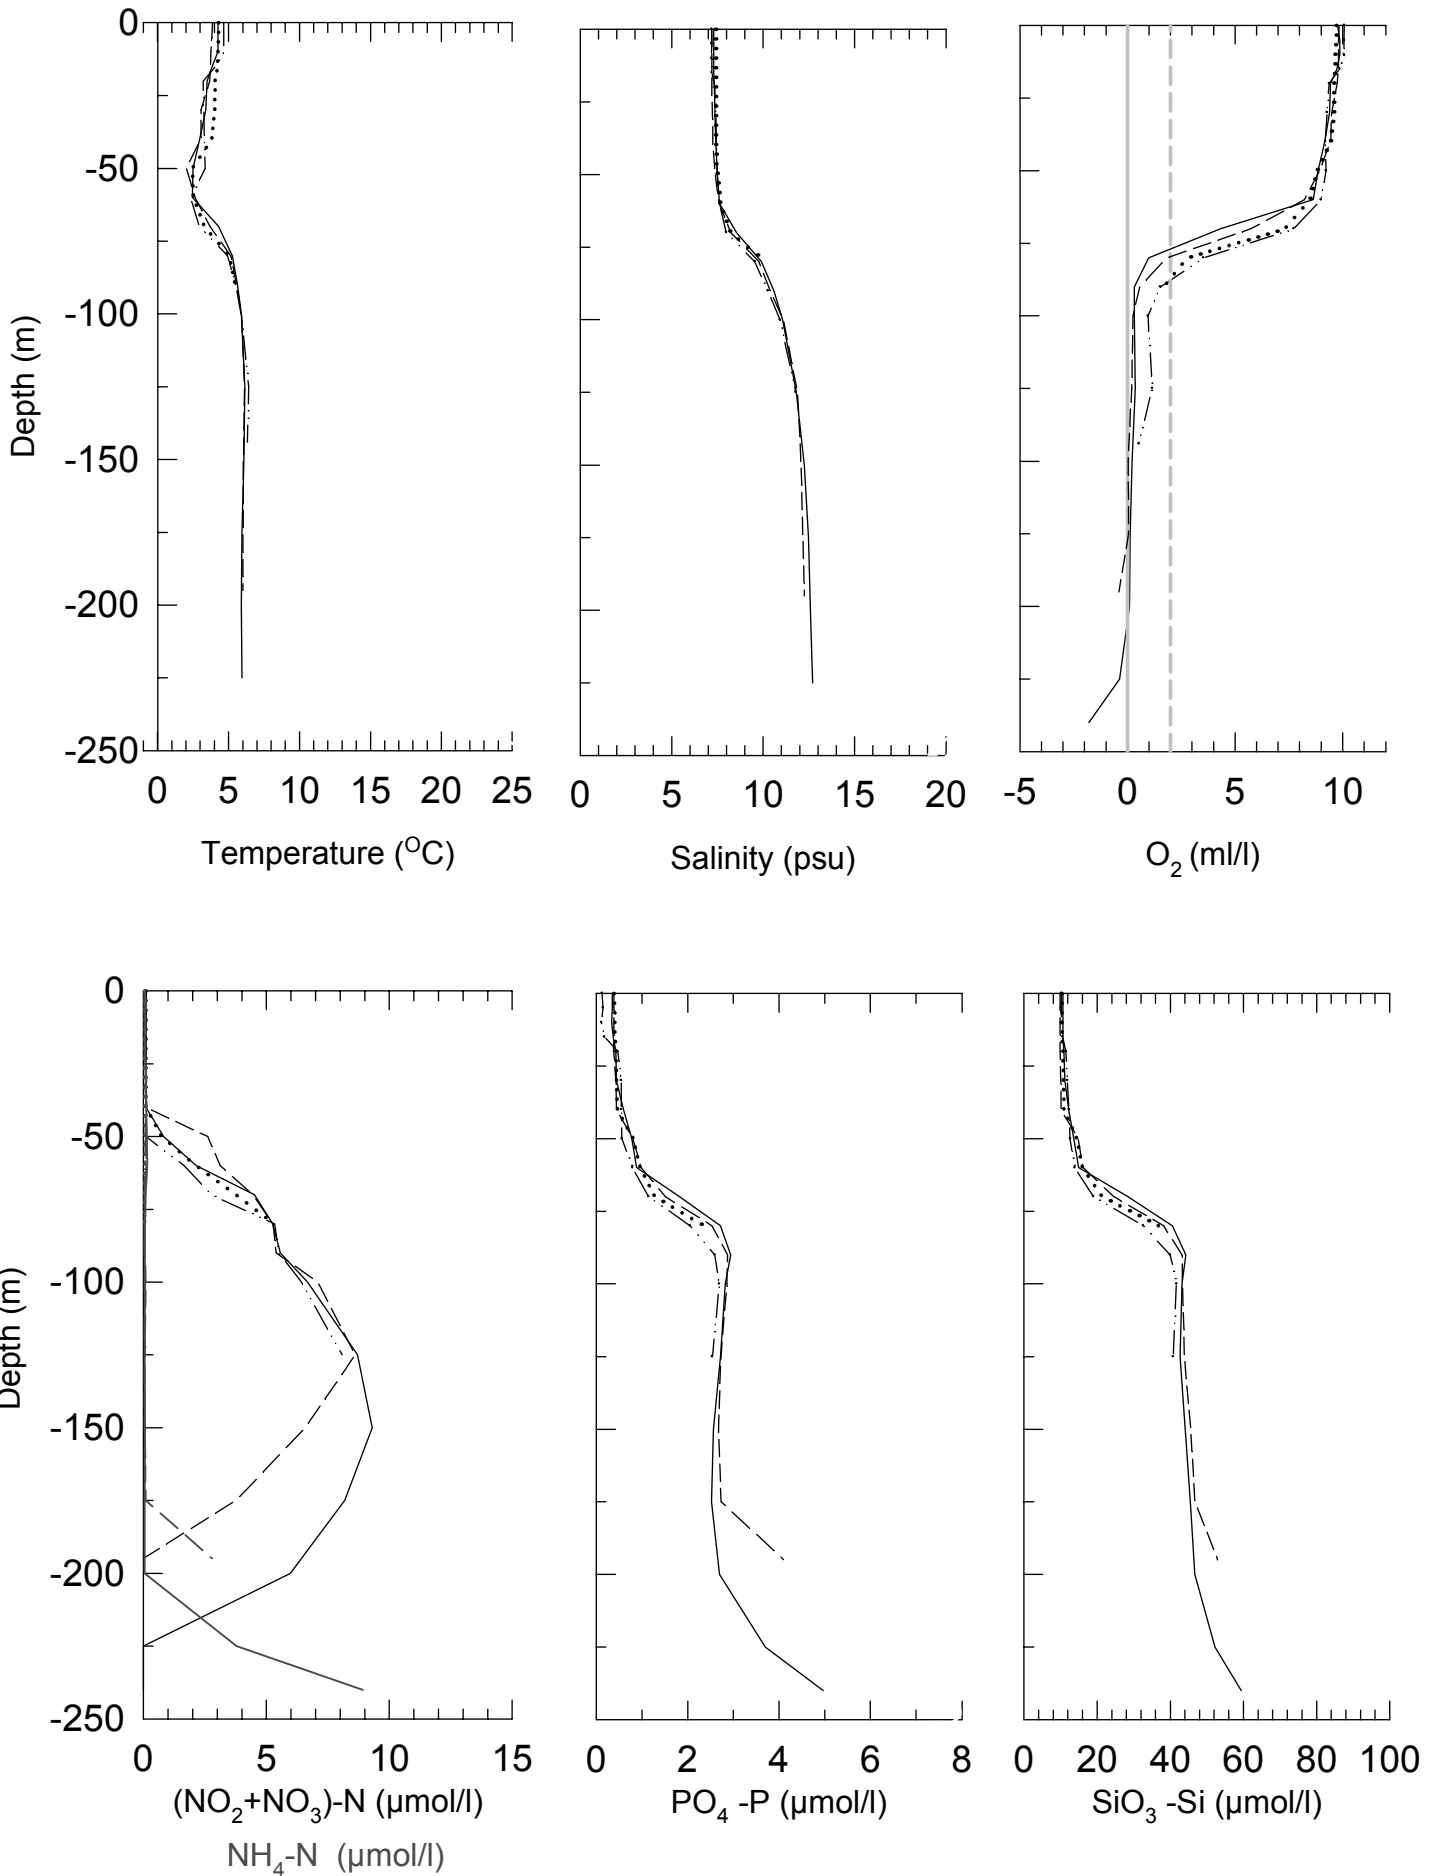 0
-50
-100
-150
-200
-250
Depth (m)
0 5 10 15 20 25
Temperature (°C)
0 5 10 15 20
Salinity (psu)
-5 0 5 10
O₂ (ml/l)
0
-50
-100
-150
-200
-250
Depth (m)
0 5 10 15
(NO₂+NO₃)-N (µmol/l)
NH₄-N (µmol/l)
0 2 4 6 8
PO₄ -P (µmol/l)
0 20 40 60 80 100
SiO₃ -Si (µmol/l)